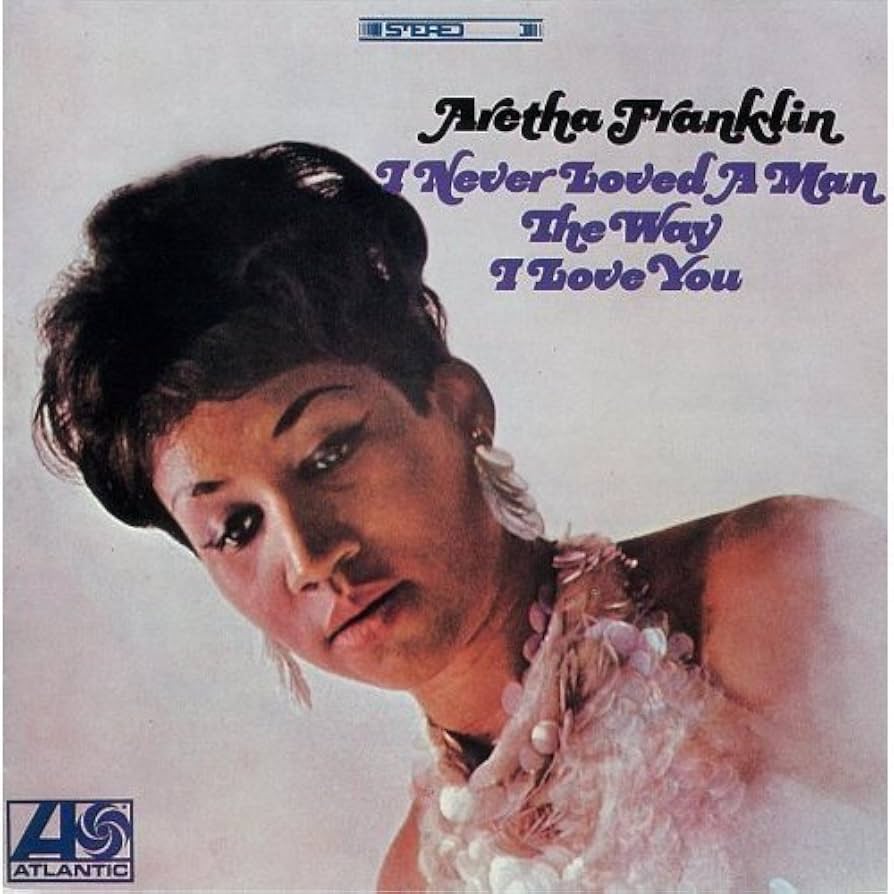 STEREO
Aretha Franklin
I Never Loved A Man
The Way
I Love You
ATLANTIC